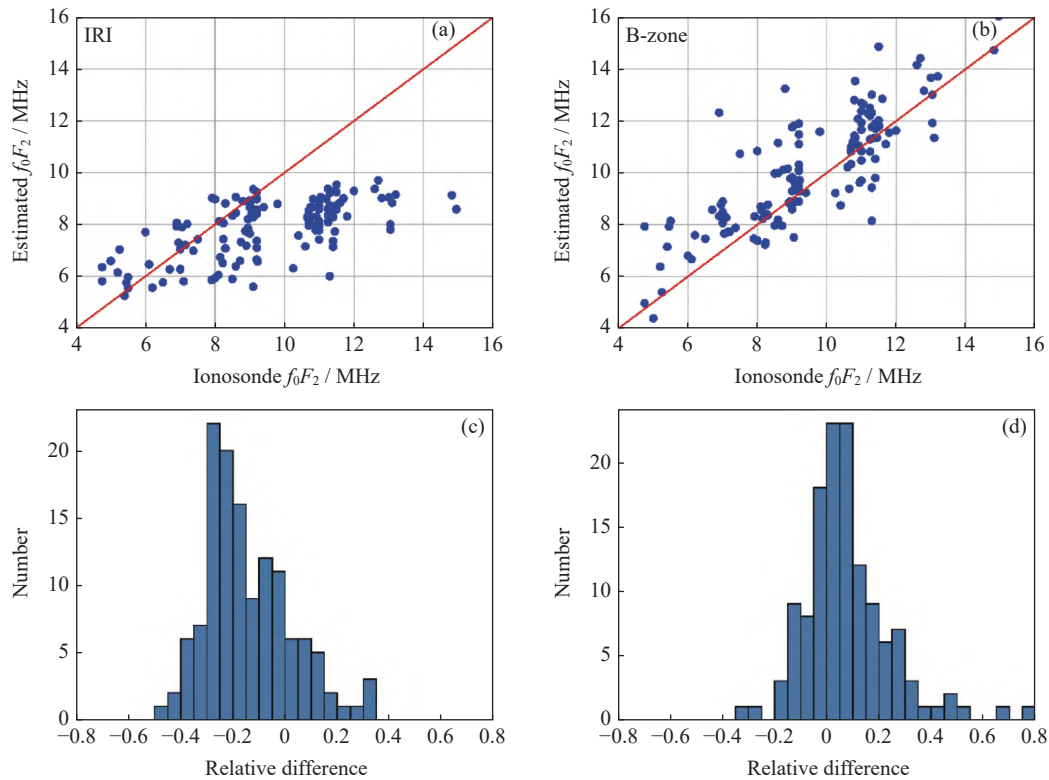 16
14
12
10
8
6
4
Estimated f₀F₂ / MHz
IRI
(a)
4 6 8 10 12 14 16
Ionosonde f₀F₂ / MHz
16
14
12
10
8
6
4
Estimated f₀F₂ / MHz
B-zone
(b)
4 6 8 10 12 14 16
Ionosonde f₀F₂ / MHz
20
15
10
5
0
Number
(c)
−0.8 −0.6 −0.4 −0.2 0 0.2 0.4 0.6 0.8
Relative difference
20
15
10
5
0
Number
(d)
−0.8 −0.6 −0.4 −0.2 0 0.2 0.4 0.6 0.8
Relative difference